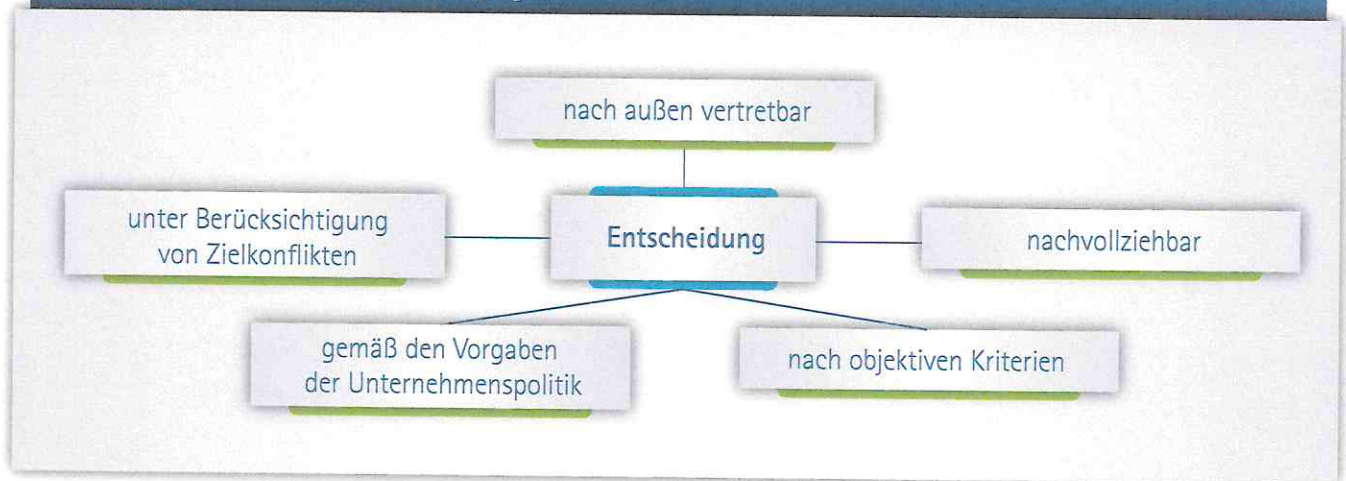 nach außen vertretbar
unter Berücksichtigung
von Zielkonflikten
Entscheidung
nachvollziehbar
gemäß den Vorgaben
der Unternehmenspolitik
nach objektiven Kriterien